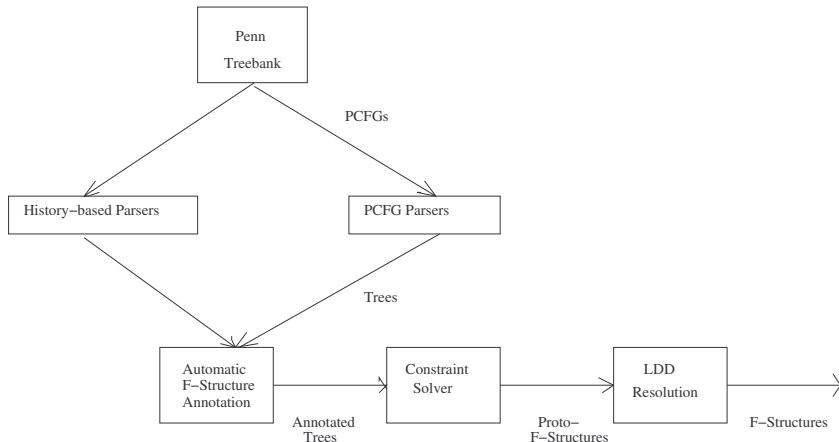 Penn
Treebank
PCFGs
History−based Parsers
PCFG Parsers
Trees
Automatic
F−Structure
Annotation
Constraint
Solver
LDD
Resolution
Annotated
Trees
Proto−
F−Structures
F−Structures